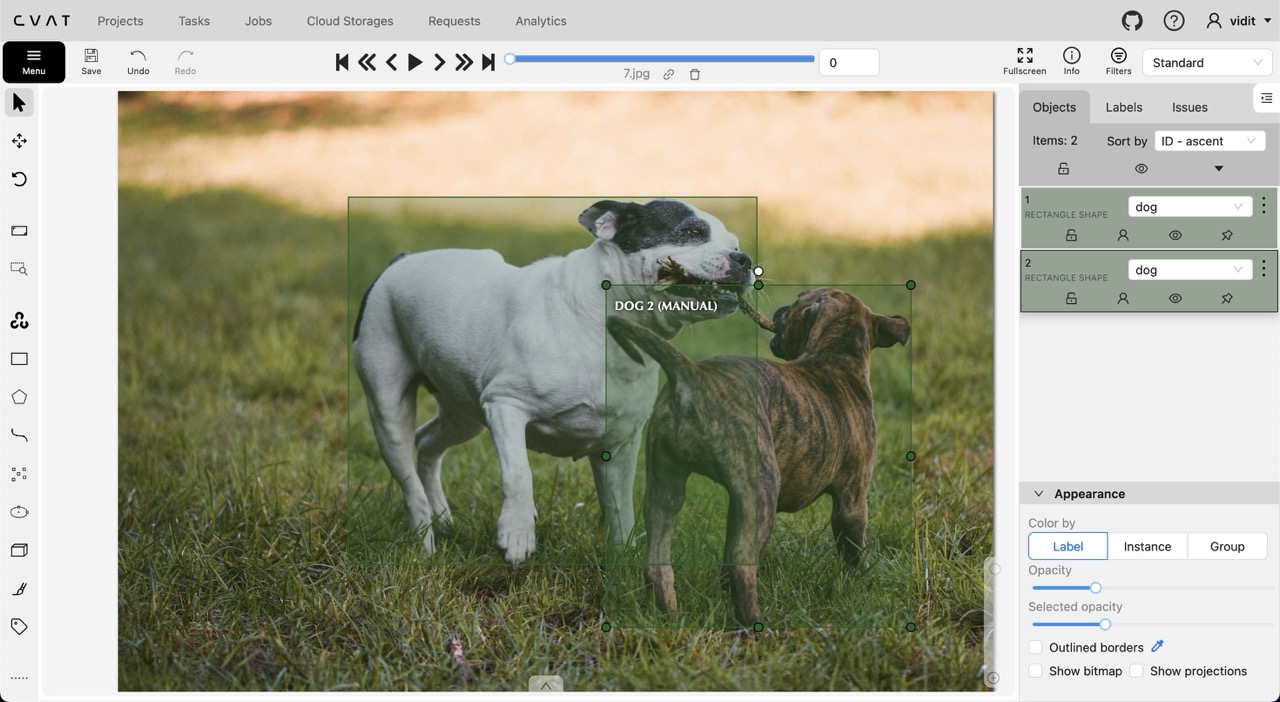 CVAT Projects Tasks Jobs Cloud Storages Requests Analytics vidit
Menu Save Undo Redo 7.jpg 0 Fullscreen Info Filters Standard
Objects Labels Issues
Items: 2 Sort by ID - ascent
1
RECTANGLE SHAPE dog
2
RECTANGLE SHAPE dog
DOG 2 (MANUAL)
Appearance
Color by
Label Instance Group
Opacity
Selected opacity
Outlined borders
Show bitmap Show projections